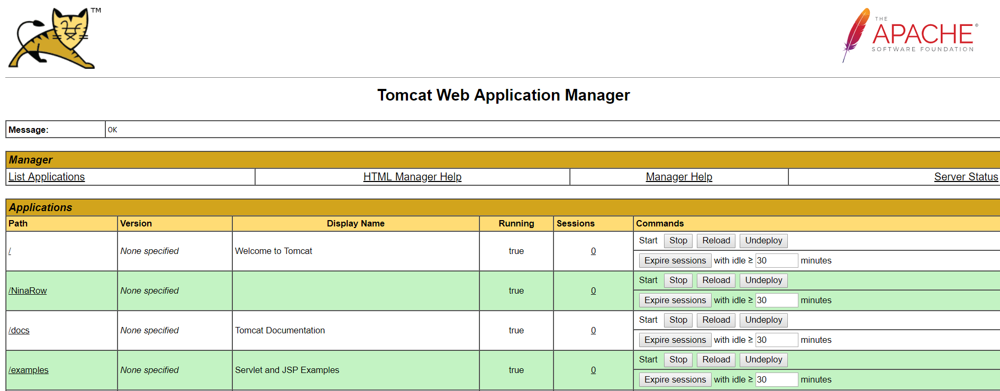 TM
THE
APACHE®
SOFTWARE FOUNDATION
Tomcat Web Application Manager
Message: OK
Manager
List Applications HTML Manager Help Manager Help Server Status
Applications
Path Version Display Name Running Sessions Commands
/ None specified Welcome to Tomcat true 0 Start Stop Reload Undeploy
Expire sessions with idle ≥ 30 minutes
/NinaRow None specified true 0 Start Stop Reload Undeploy
Expire sessions with idle ≥ 30 minutes
/docs None specified Tomcat Documentation true 0 Start Stop Reload Undeploy
Expire sessions with idle ≥ 30 minutes
/examples None specified Servlet and JSP Examples true 0 Start Stop Reload Undeploy
Expire sessions with idle ≥ 30 minutes